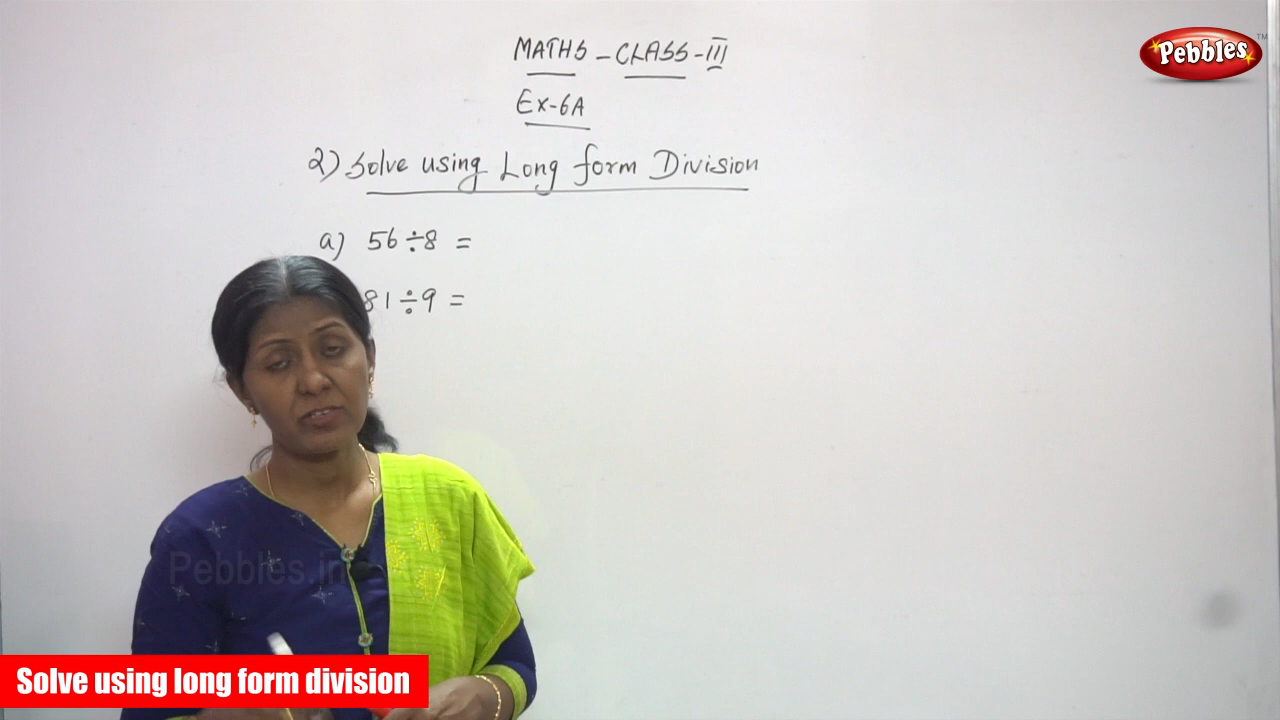 MATHS - CLASS - III
Pebbles TM
Ex-6A
2) Solve using Long form Division
a) 56 ÷ 8 =
81 ÷ 9 =
Pebbles.in
Solve using long form division